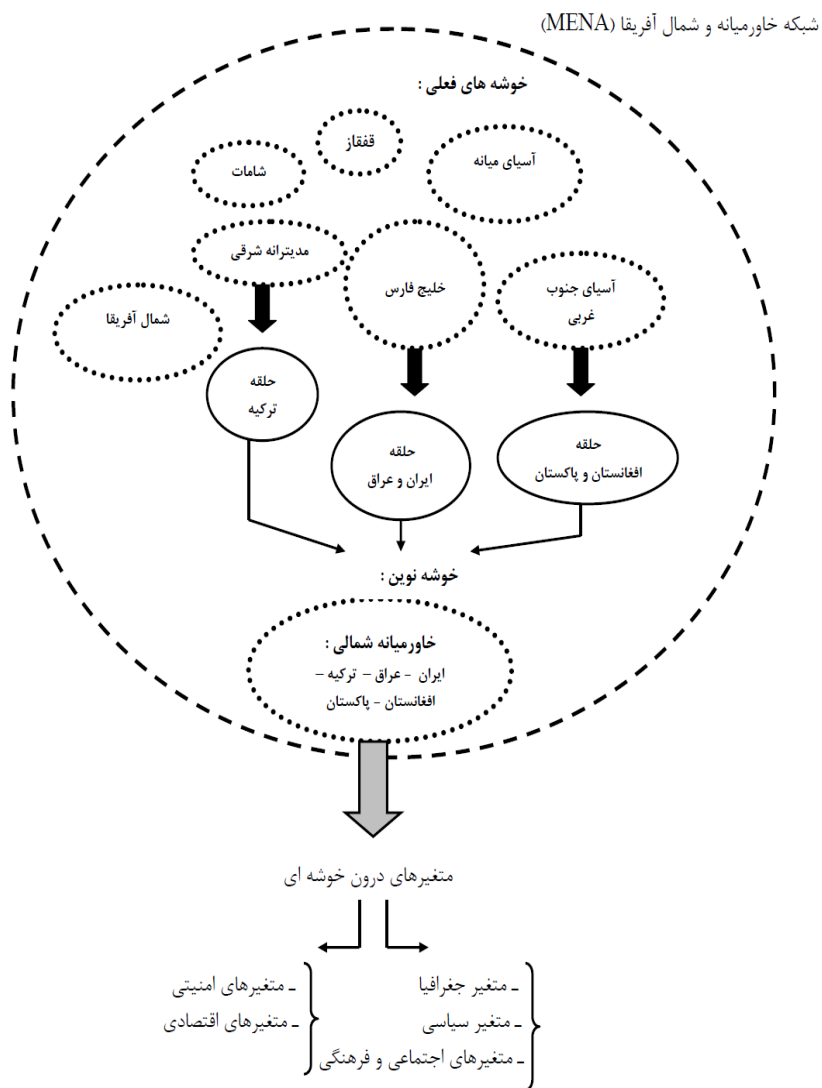 شبکه خاورمیانه و شمال آفریقا (MENA)
خوشه های فعلی :
قفقاز
آسیای میانه
شامات
مدیترانه شرقی
خلیج فارس
آسیای جنوب
غربی
شمال آفریقا
حلقه
ترکیه
حلقه
ایران و عراق
حلقه
افغانستان و پاکستان
خوشه نوین :
خاورمیانه شمالی :
ایران - عراق – ترکیه –
افغانستان - پاکستان
متغیرهای درون خوشه ای
ـ متغیر جغرافیا
ـ متغیر سیاسی
ـ متغیرهای اجتماعی و فرهنگی
ـ متغیرهای امنیتی
ـ متغیرهای اقتصادی